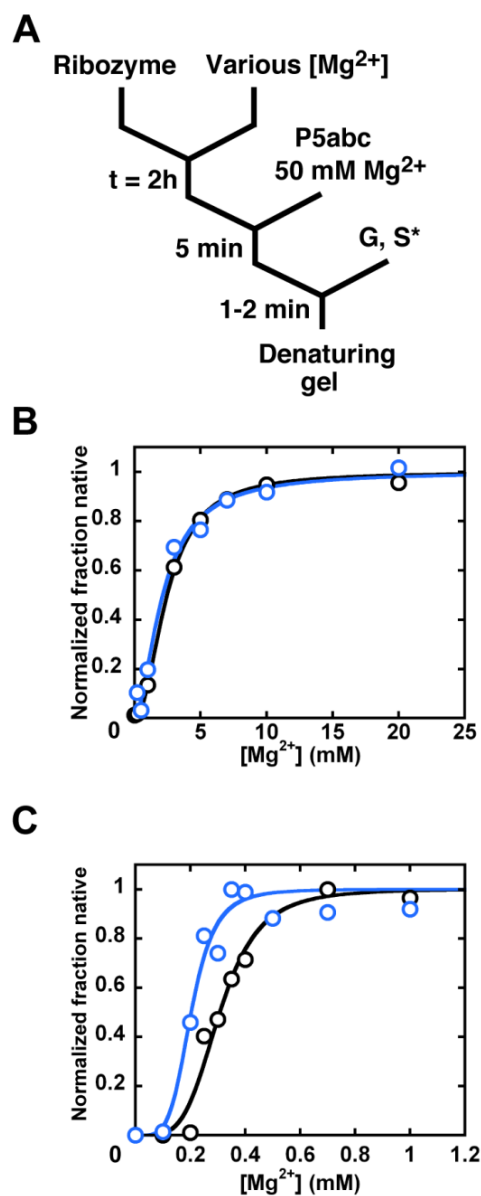 A
Ribozyme Various [Mg2+]
P5abc
t = 2h 50 mM Mg2+
5 min G, S*
1-2 min
Denaturing
gel
B
Normalized fraction native
1
0.8
0.6
0.4
0.2
0 5 10 15 20 25
[Mg2+] (mM)
C
Normalized fraction native
1
0.8
0.6
0.4
0.2
0 0.2 0.4 0.6 0.8 1 1.2
[Mg2+] (mM)